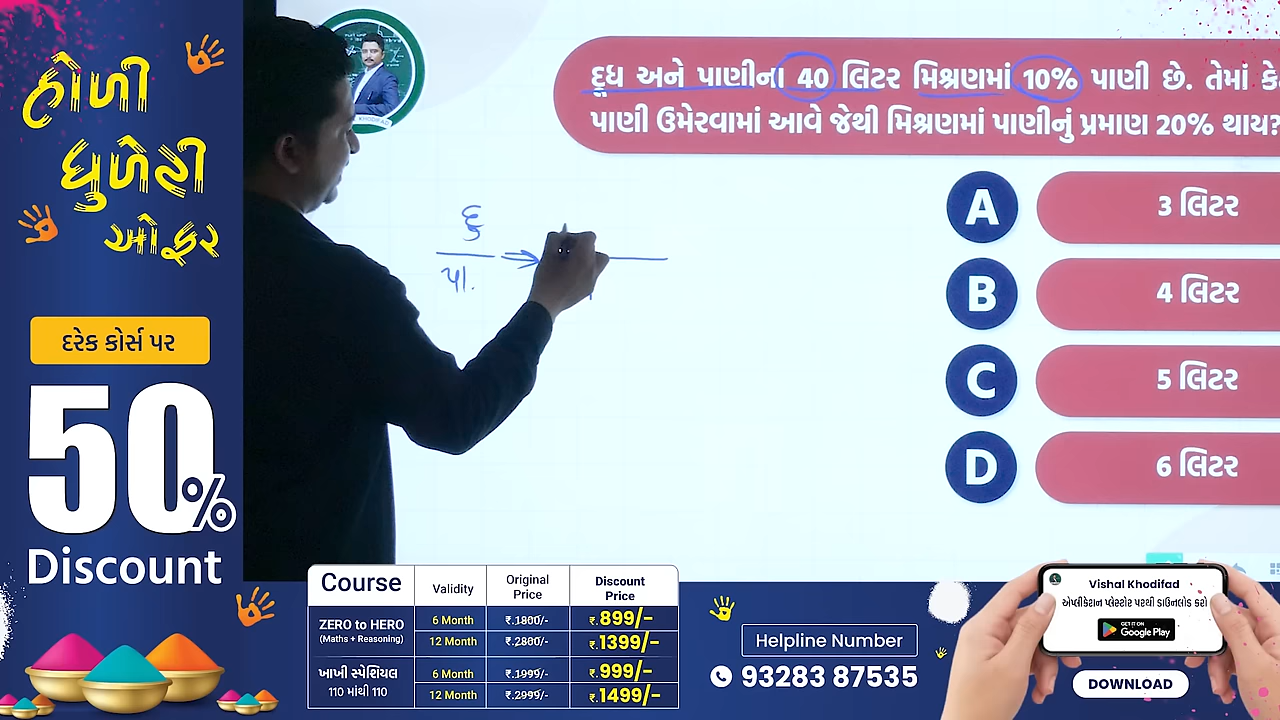 હોળી
ધુળેટી
ઓફર
દરેક કોર્સ પર
50%
Discount
KHODIFAD
દૂધ અને પાણીના 40 લિટર મિશ્રણમાં 10% પાણી છે. તેમાં કે
પાણી ઉમેરવામાં આવે જેથી મિશ્રણમાં પાણીનું પ્રમાણ 20% થાય?
A 3 લિટર
B 4 લિટર
C 5 લિટર
D 6 લિટર
દુ
પા.
Course Validity Original Price Discount Price
ZERO to HERO (Maths + Reasoning) 6 Month ₹.1800/- ₹.899/-
12 Month ₹.2800/- ₹.1399/-
ખાખી સ્પેશિયલ 110 માંથી 110 6 Month ₹.1999/- ₹.999/-
12 Month ₹.2999/- ₹.1499/-
Helpline Number
93283 87535
Vishal Khodifad
એપ્લીકેશન પ્લેસ્ટોર પરથી ડાઉનલોડ કરો
GET IT ON
Google Play
DOWNLOAD